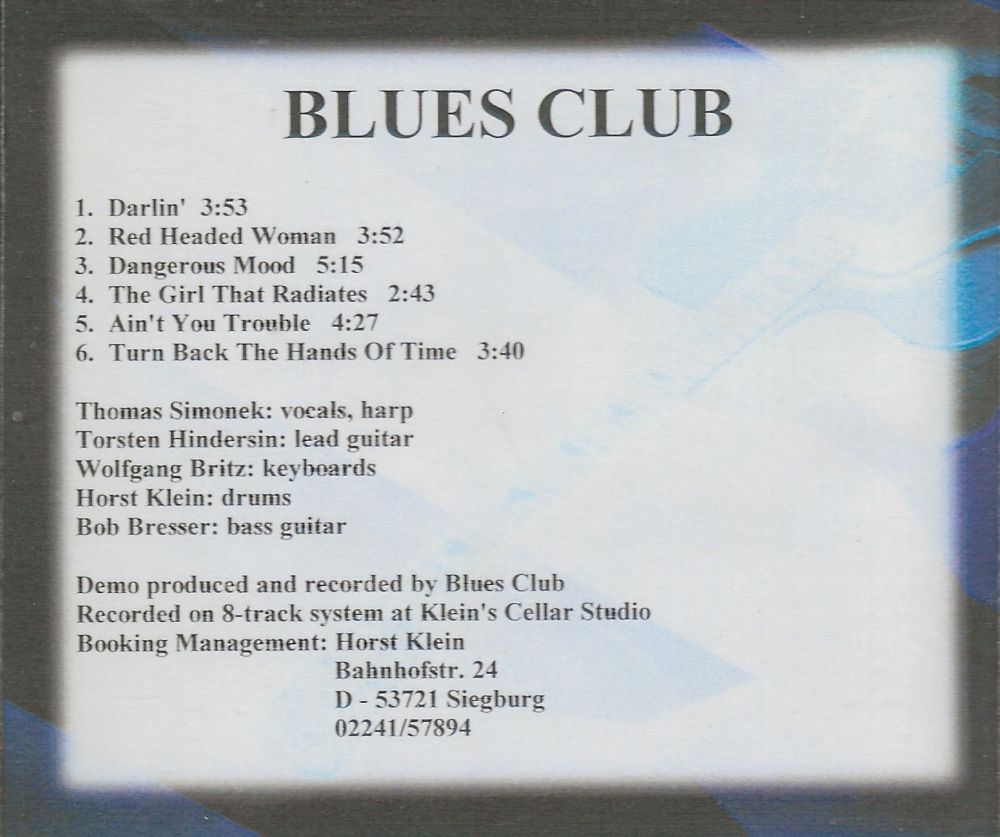 BLUES CLUB
1. Darlin' 3:53
2. Red Headed Woman 3:52
3. Dangerous Mood 5:15
4. The Girl That Radiates 2:43
5. Ain't You Trouble 4:27
6. Turn Back The Hands Of Time 3:40
Thomas Simonek: vocals, harp
Torsten Hindersin: lead guitar
Wolfgang Britz: keyboards
Horst Klein: drums
Bob Bresser: bass guitar
Demo produced and recorded by Blues Club
Recorded on 8-track system at Klein's Cellar Studio
Booking Management: Horst Klein
Bahnhofstr. 24
D - 53721 Siegburg
02241/57894